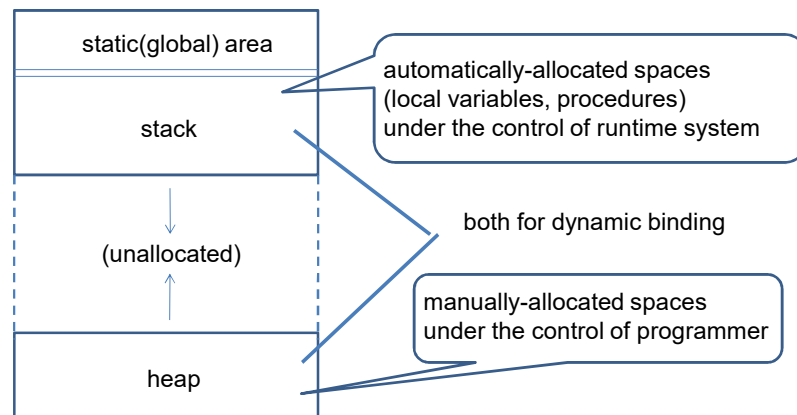 static(global) area
automatically-allocated spaces
(local variables, procedures)
under the control of runtime system
stack
both for dynamic binding
(unallocated)
manually-allocated spaces
under the control of programmer
heap